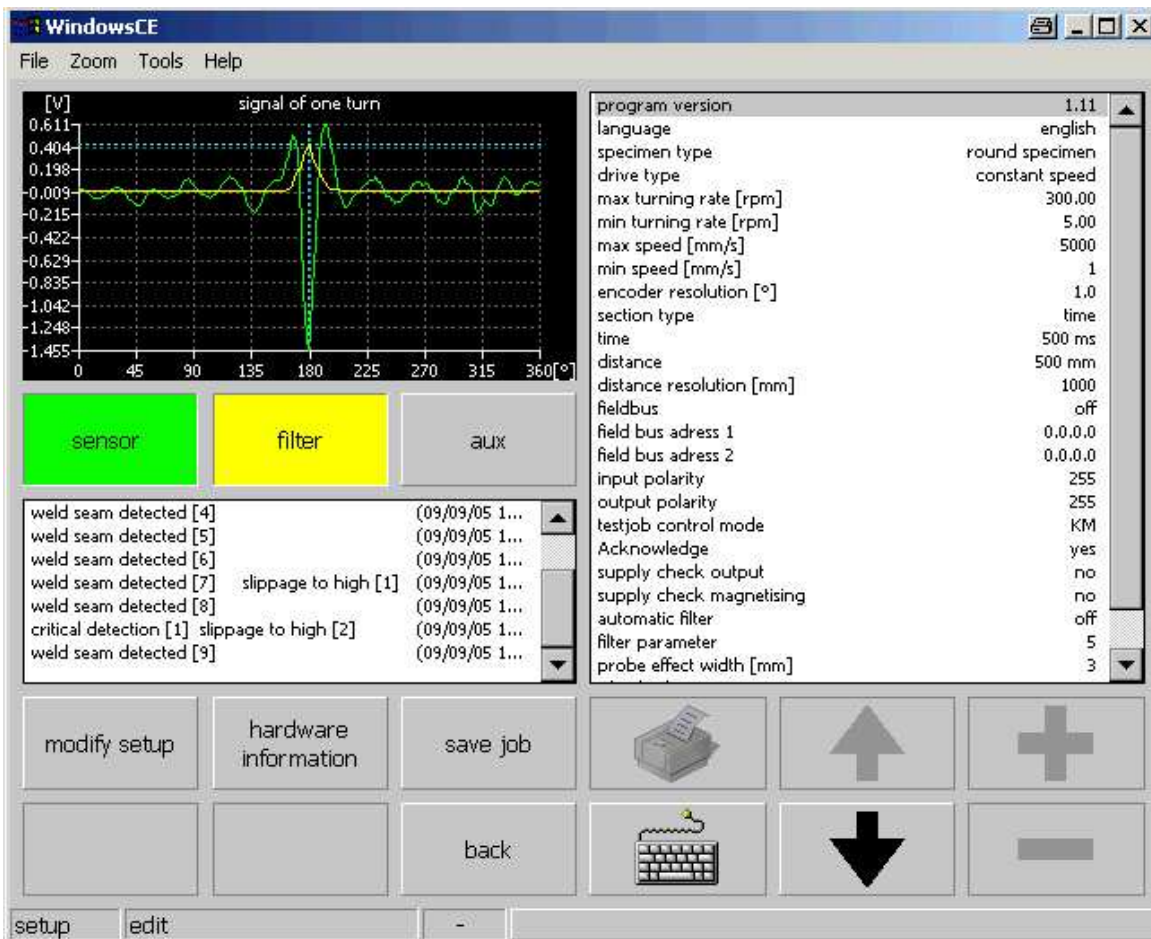 WindowsCE
File Zoom Tools Help
[V] signal of one turn
0.611
0.404
0.198
-0.009
-0.215
-0.422
-0.629
-0.835
-1.042
-1.248
-1.455
0 45 90 135 180 225 270 315 360[°]
sensor filter aux
weld seam detected [4] (09/09/05 1...
weld seam detected [5] (09/09/05 1...
weld seam detected [6] (09/09/05 1...
weld seam detected [7] slippage to high [1] (09/09/05 1...
weld seam detected [8] (09/09/05 1...
critical detection [1] slippage to high [2] (09/09/05 1...
weld seam detected [9] (09/09/05 1...
program version 1.11
language english
specimen type round specimen
drive type constant speed
max turning rate [rpm] 300.00
min turning rate [rpm] 5.00
max speed [mm/s] 5000
min speed [mm/s] 1
encoder resolution [°] 1.0
section type time
time 500 ms
distance 500 mm
distance resolution [mm] 1000
fieldbus off
field bus adress 1 0.0.0.0
field bus adress 2 0.0.0.0
input polarity 255
output polarity 255
testjob control mode KM
Acknowledge yes
supply check output no
supply check magnetising no
automatic filter off
filter parameter 5
probe effect width [mm] 3
modify setup
hardware
information
save job
back
setup edit -